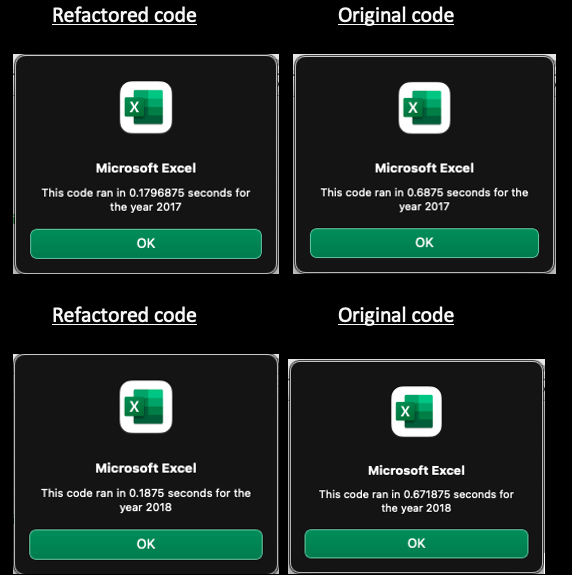 Refactored code
Original code
X
Microsoft Excel
This code ran in 0.1796875 seconds for
the year 2017
OK
X
Microsoft Excel
This code ran in 0.6875 seconds for the
year 2017
OK
Refactored code
Original code
X
Microsoft Excel
This code ran in 0.1875 seconds for the
year 2018
OK
X
Microsoft Excel
This code ran in 0.671875 seconds for
the year 2018
OK